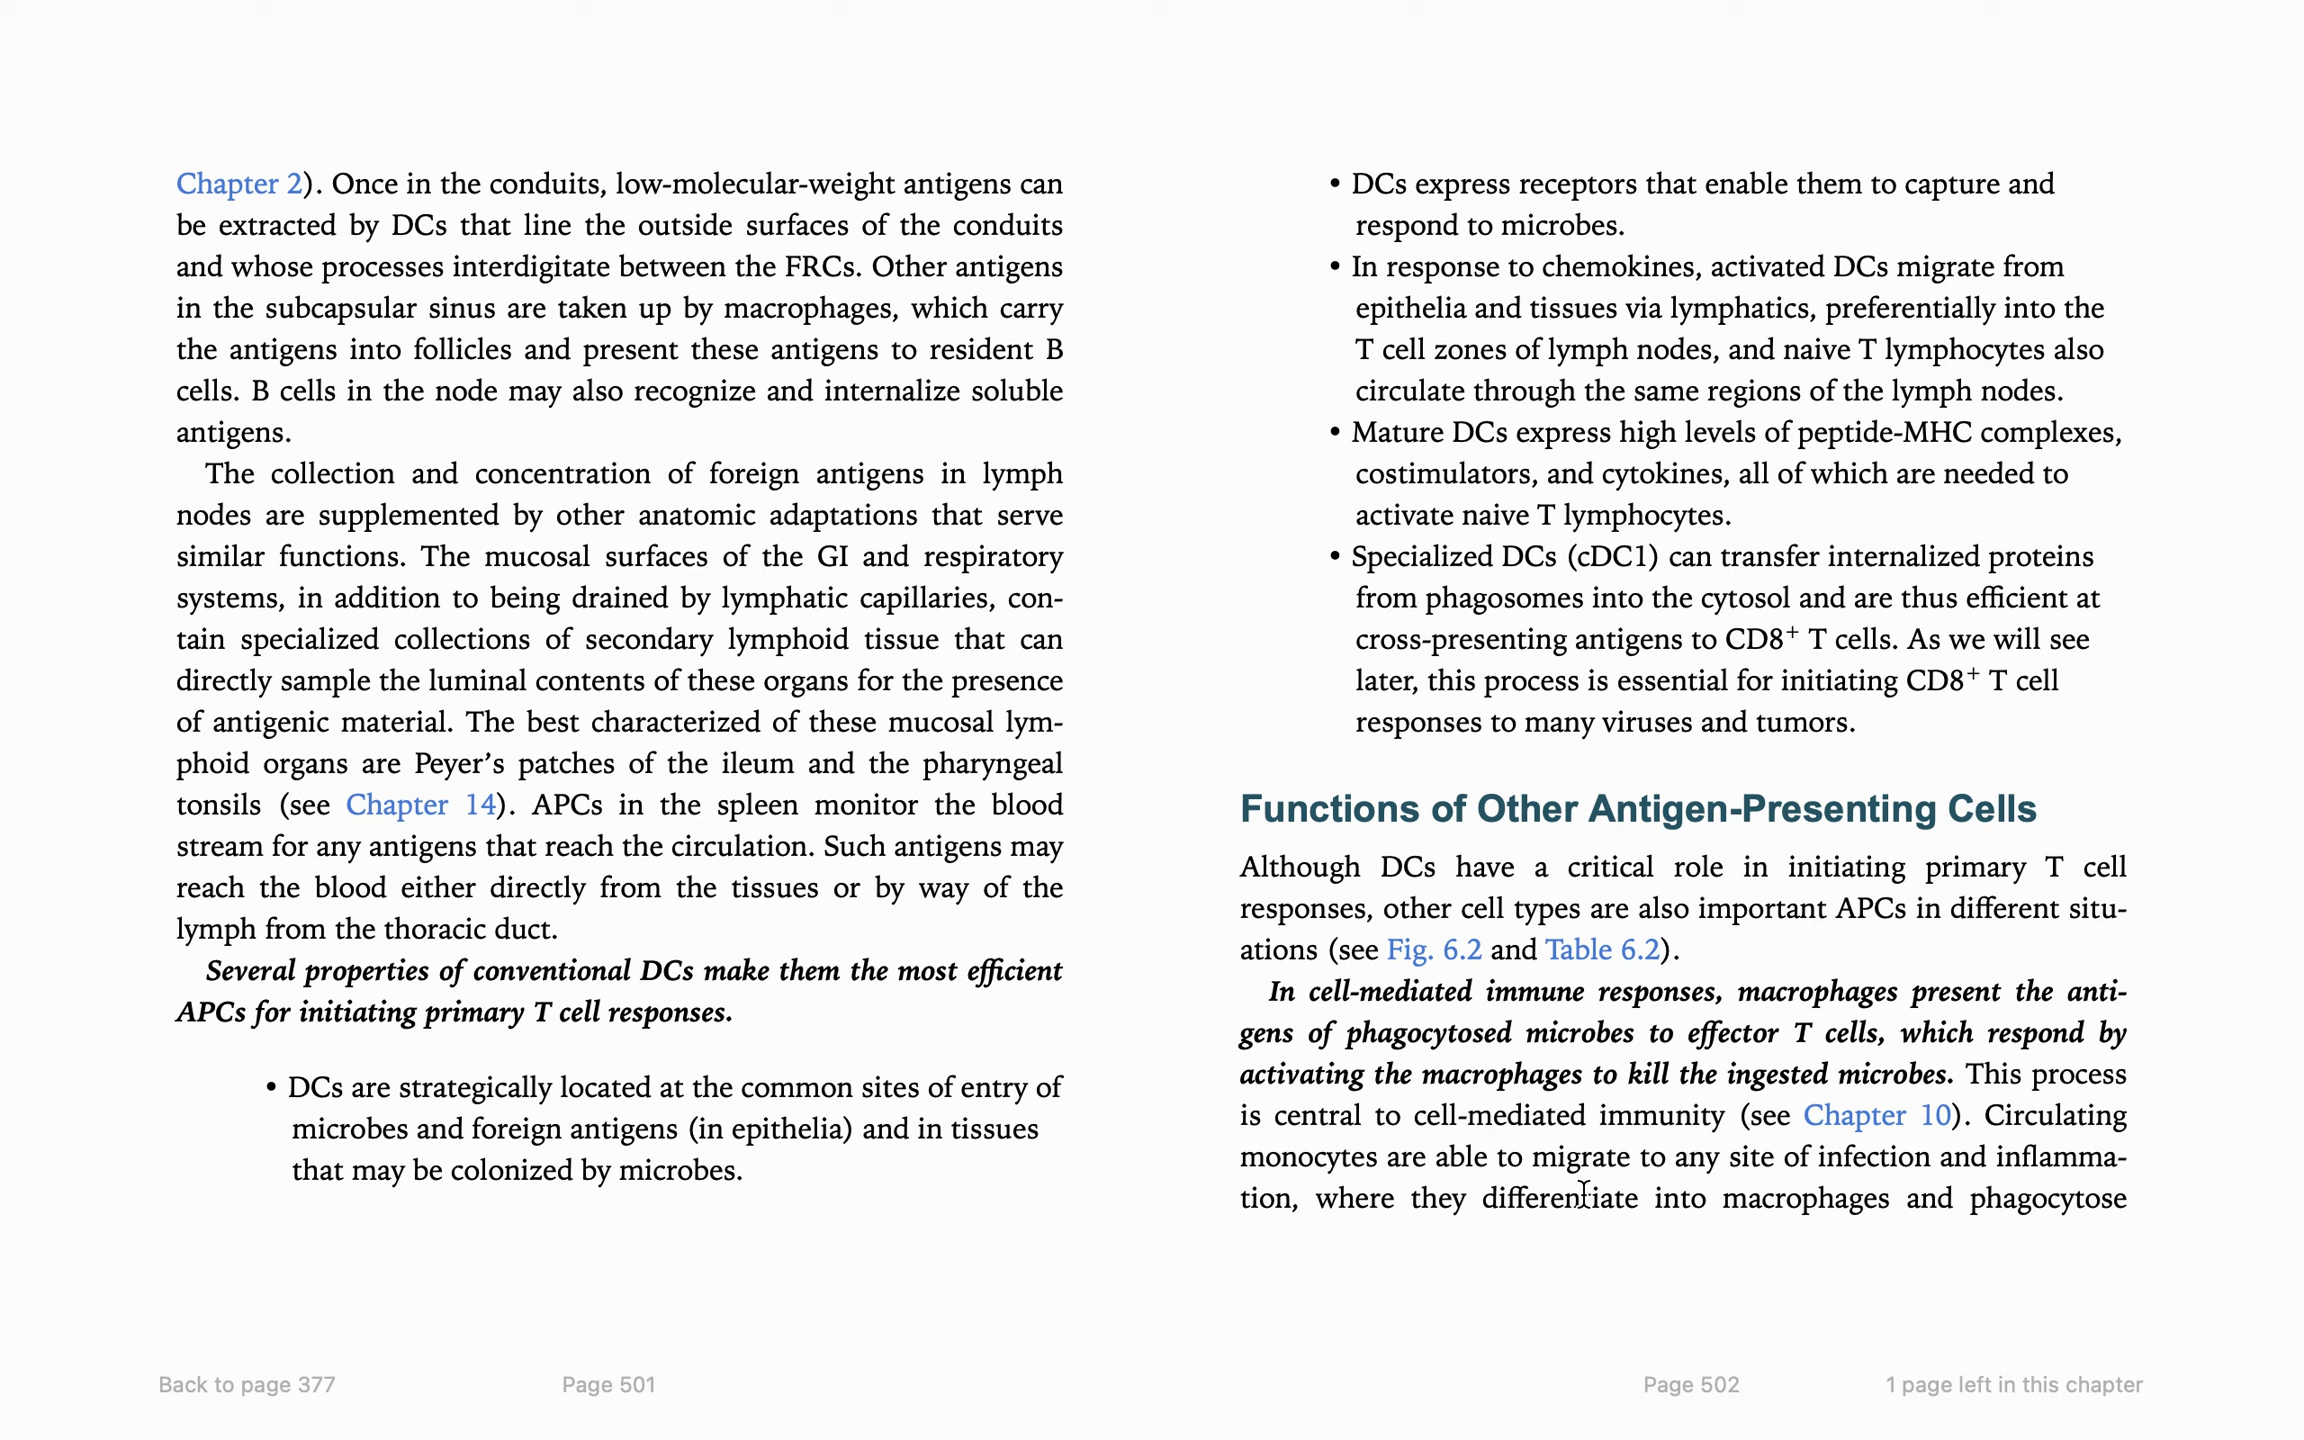 Chapter 2). Once in the conduits, low-molecular-weight antigens can
be extracted by DCs that line the outside surfaces of the conduits
and whose processes interdigitate between the FRCs. Other antigens
in the subcapsular sinus are taken up by macrophages, which carry
the antigens into follicles and present these antigens to resident B
cells. B cells in the node may also recognize and internalize soluble
antigens.
The collection and concentration of foreign antigens in lymph
nodes are supplemented by other anatomic adaptations that serve
similar functions. The mucosal surfaces of the GI and respiratory
systems, in addition to being drained by lymphatic capillaries, con-
tain specialized collections of secondary lymphoid tissue that can
directly sample the luminal contents of these organs for the presence
of antigenic material. The best characterized of these mucosal lym-
phoid organs are Peyer’s patches of the ileum and the pharyngeal
tonsils (see Chapter 14). APCs in the spleen monitor the blood
stream for any antigens that reach the circulation. Such antigens may
reach the blood either directly from the tissues or by way of the
lymph from the thoracic duct.
Several properties of conventional DCs make them the most efficient
APCs for initiating primary T cell responses.
• DCs are strategically located at the common sites of entry of
microbes and foreign antigens (in epithelia) and in tissues
that may be colonized by microbes.
• DCs express receptors that enable them to capture and
respond to microbes.
• In response to chemokines, activated DCs migrate from
epithelia and tissues via lymphatics, preferentially into the
T cell zones of lymph nodes, and naive T lymphocytes also
circulate through the same regions of the lymph nodes.
• Mature DCs express high levels of peptide-MHC complexes,
costimulators, and cytokines, all of which are needed to
activate naive T lymphocytes.
• Specialized DCs (cDC1) can transfer internalized proteins
from phagosomes into the cytosol and are thus efficient at
cross-presenting antigens to CD8⁺ T cells. As we will see
later, this process is essential for initiating CD8⁺ T cell
responses to many viruses and tumors.
Functions of Other Antigen-Presenting Cells
Although DCs have a critical role in initiating primary T cell
responses, other cell types are also important APCs in different situ-
ations (see Fig. 6.2 and Table 6.2).
In cell-mediated immune responses, macrophages present the anti-
gens of phagocytosed microbes to effector T cells, which respond by
activating the macrophages to kill the ingested microbes. This process
is central to cell-mediated immunity (see Chapter 10). Circulating
monocytes are able to migrate to any site of infection and inflamma-
tion, where they differentiate into macrophages and phagocytose
Back to page 377
Page 501
Page 502
1 page left in this chapter